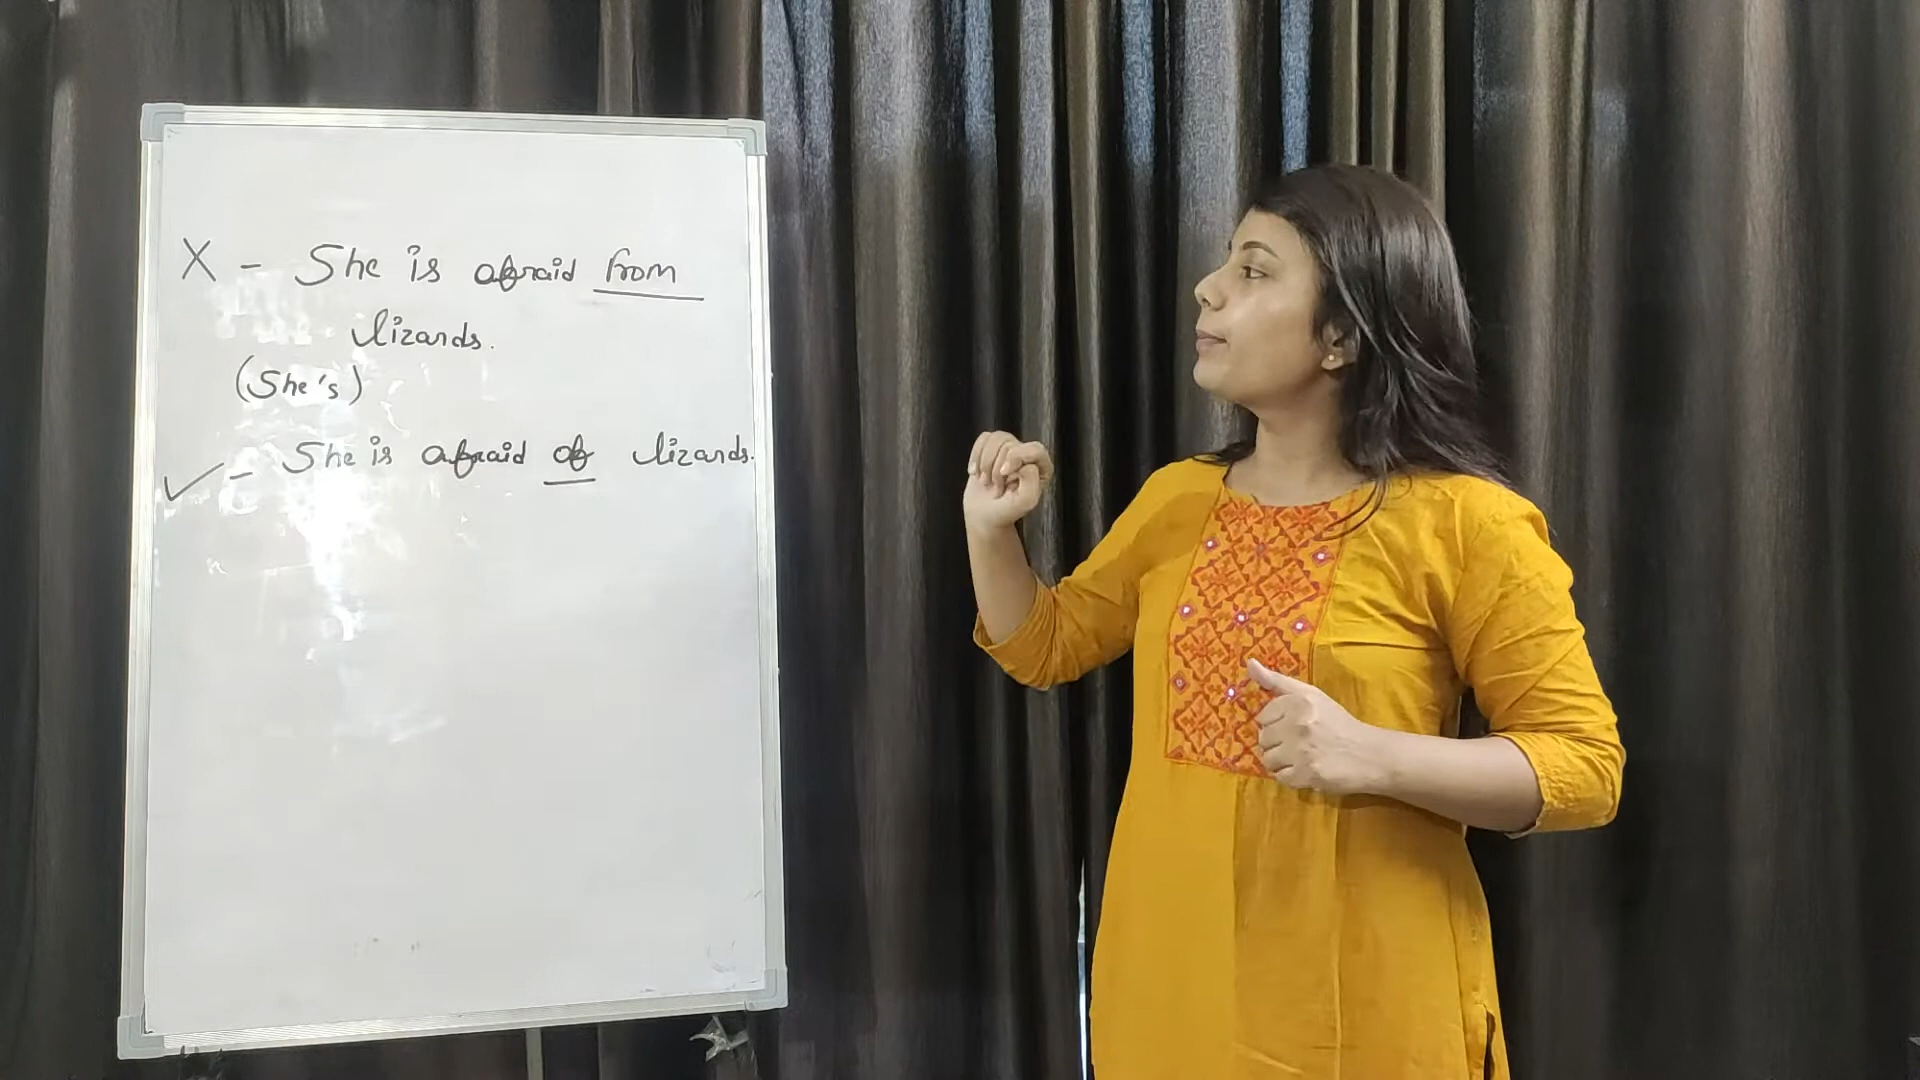 X - She is afraid from
lizards.
(She's)
✓ - She is afraid of lizards.